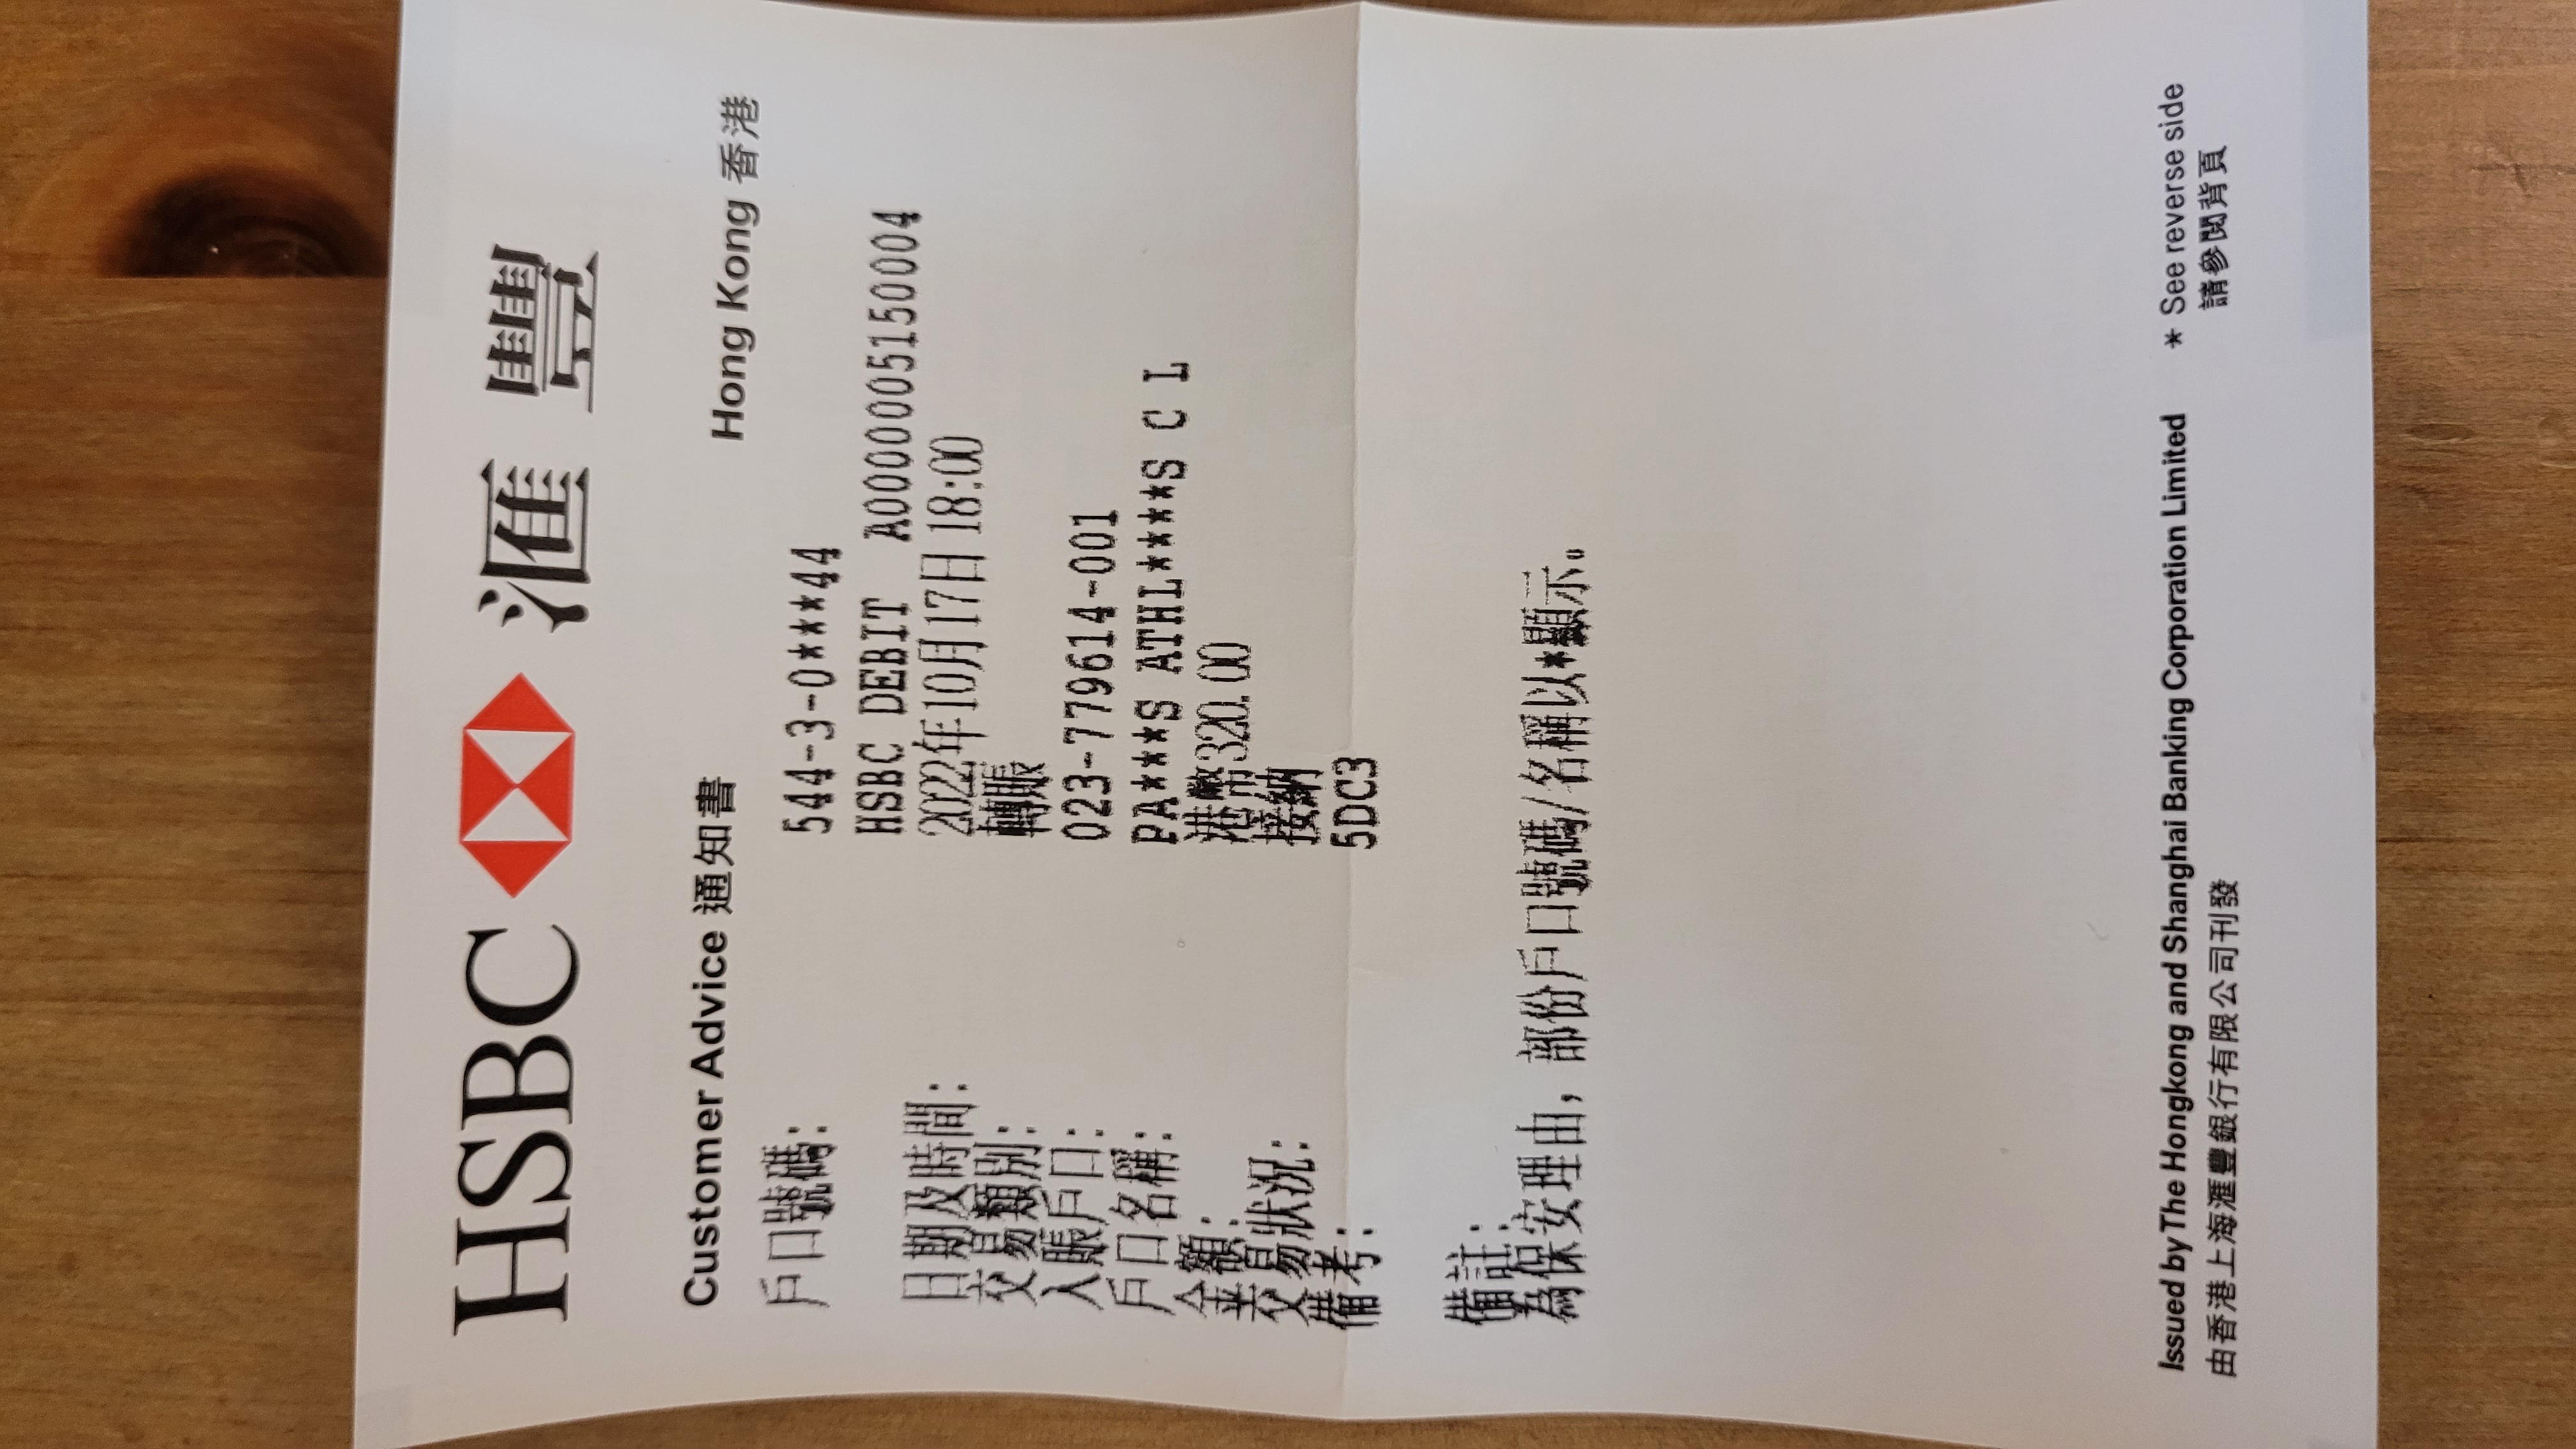 HSBC 滙豐
Customer Advice 通知書 Hong Kong 香港
戶口號碼: 544-3-0****44
HSBC DEBIT A0000005150004
日期及時間: 2022年10月17日 18:00
交易類別: 轉賬
入賬戶口: 023-779614-001
戶口名稱: PA***S ATHL*****S C L
金額: 港幣320.00
交易狀況: 接納
備考: 5DC3
備註:
為保安理由, 部份戶口號碼/名稱以*顯示。
Issued by The Hongkong and Shanghai Banking Corporation Limited * See reverse side
由香港上海滙豐銀行有限公司刊發 請參閱背頁